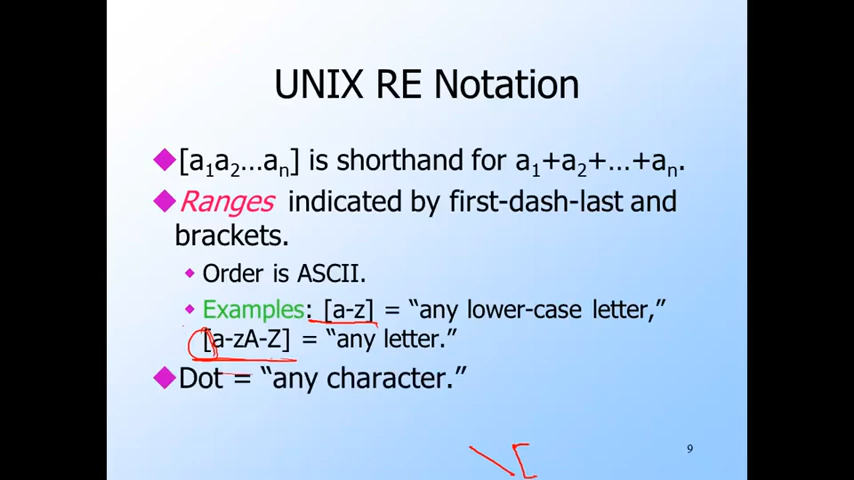 UNIX RE Notation
[a₁a₂…aₙ] is shorthand for a₁+a₂+…+aₙ.
Ranges indicated by first-dash-last and
brackets.
Order is ASCII.
Examples: [a-z] = “any lower-case letter,”
[a-zA-Z] = “any letter.”
Dot = “any character.”
\[
9